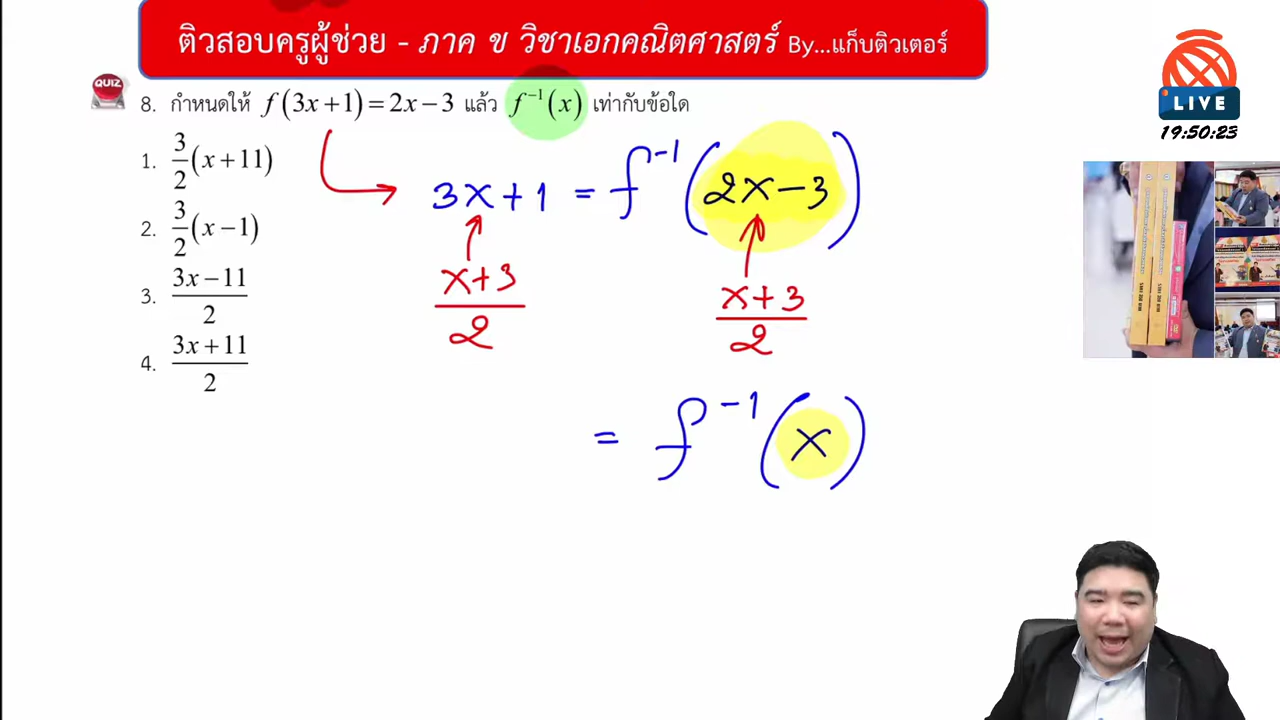 ติวสอบครูผู้ช่วย - ภาค ข วิชาเอกคณิตศาสตร์ By...แก็บติวเตอร์
QUIZ
8. กำหนดให้ f(3x+1)=2x−3 แล้ว f⁻¹(x) เท่ากับข้อใด
1. 3/2(x+11)
2. 3/2(x−1)
3. (3x−11)/2
4. (3x+11)/2
3x+1 = f⁻¹(2x−3)
(x+3)/2 (x+3)/2
= f⁻¹(x)
LIVE
19:50:23